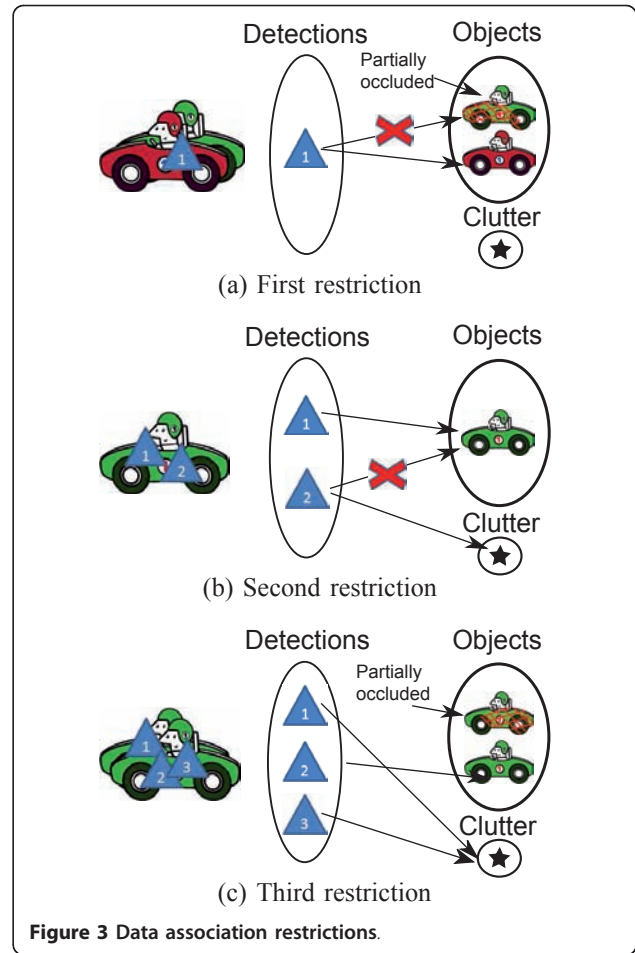 Detections Objects
Partially
occluded
1 1
Clutter
(a) First restriction
Detections Objects
1
1 2
2
Clutter
(b) Second restriction
Detections Objects
Partially
occluded
1
1
2 3
2
3
Clutter
(c) Third restriction
Figure 3 Data association restrictions.